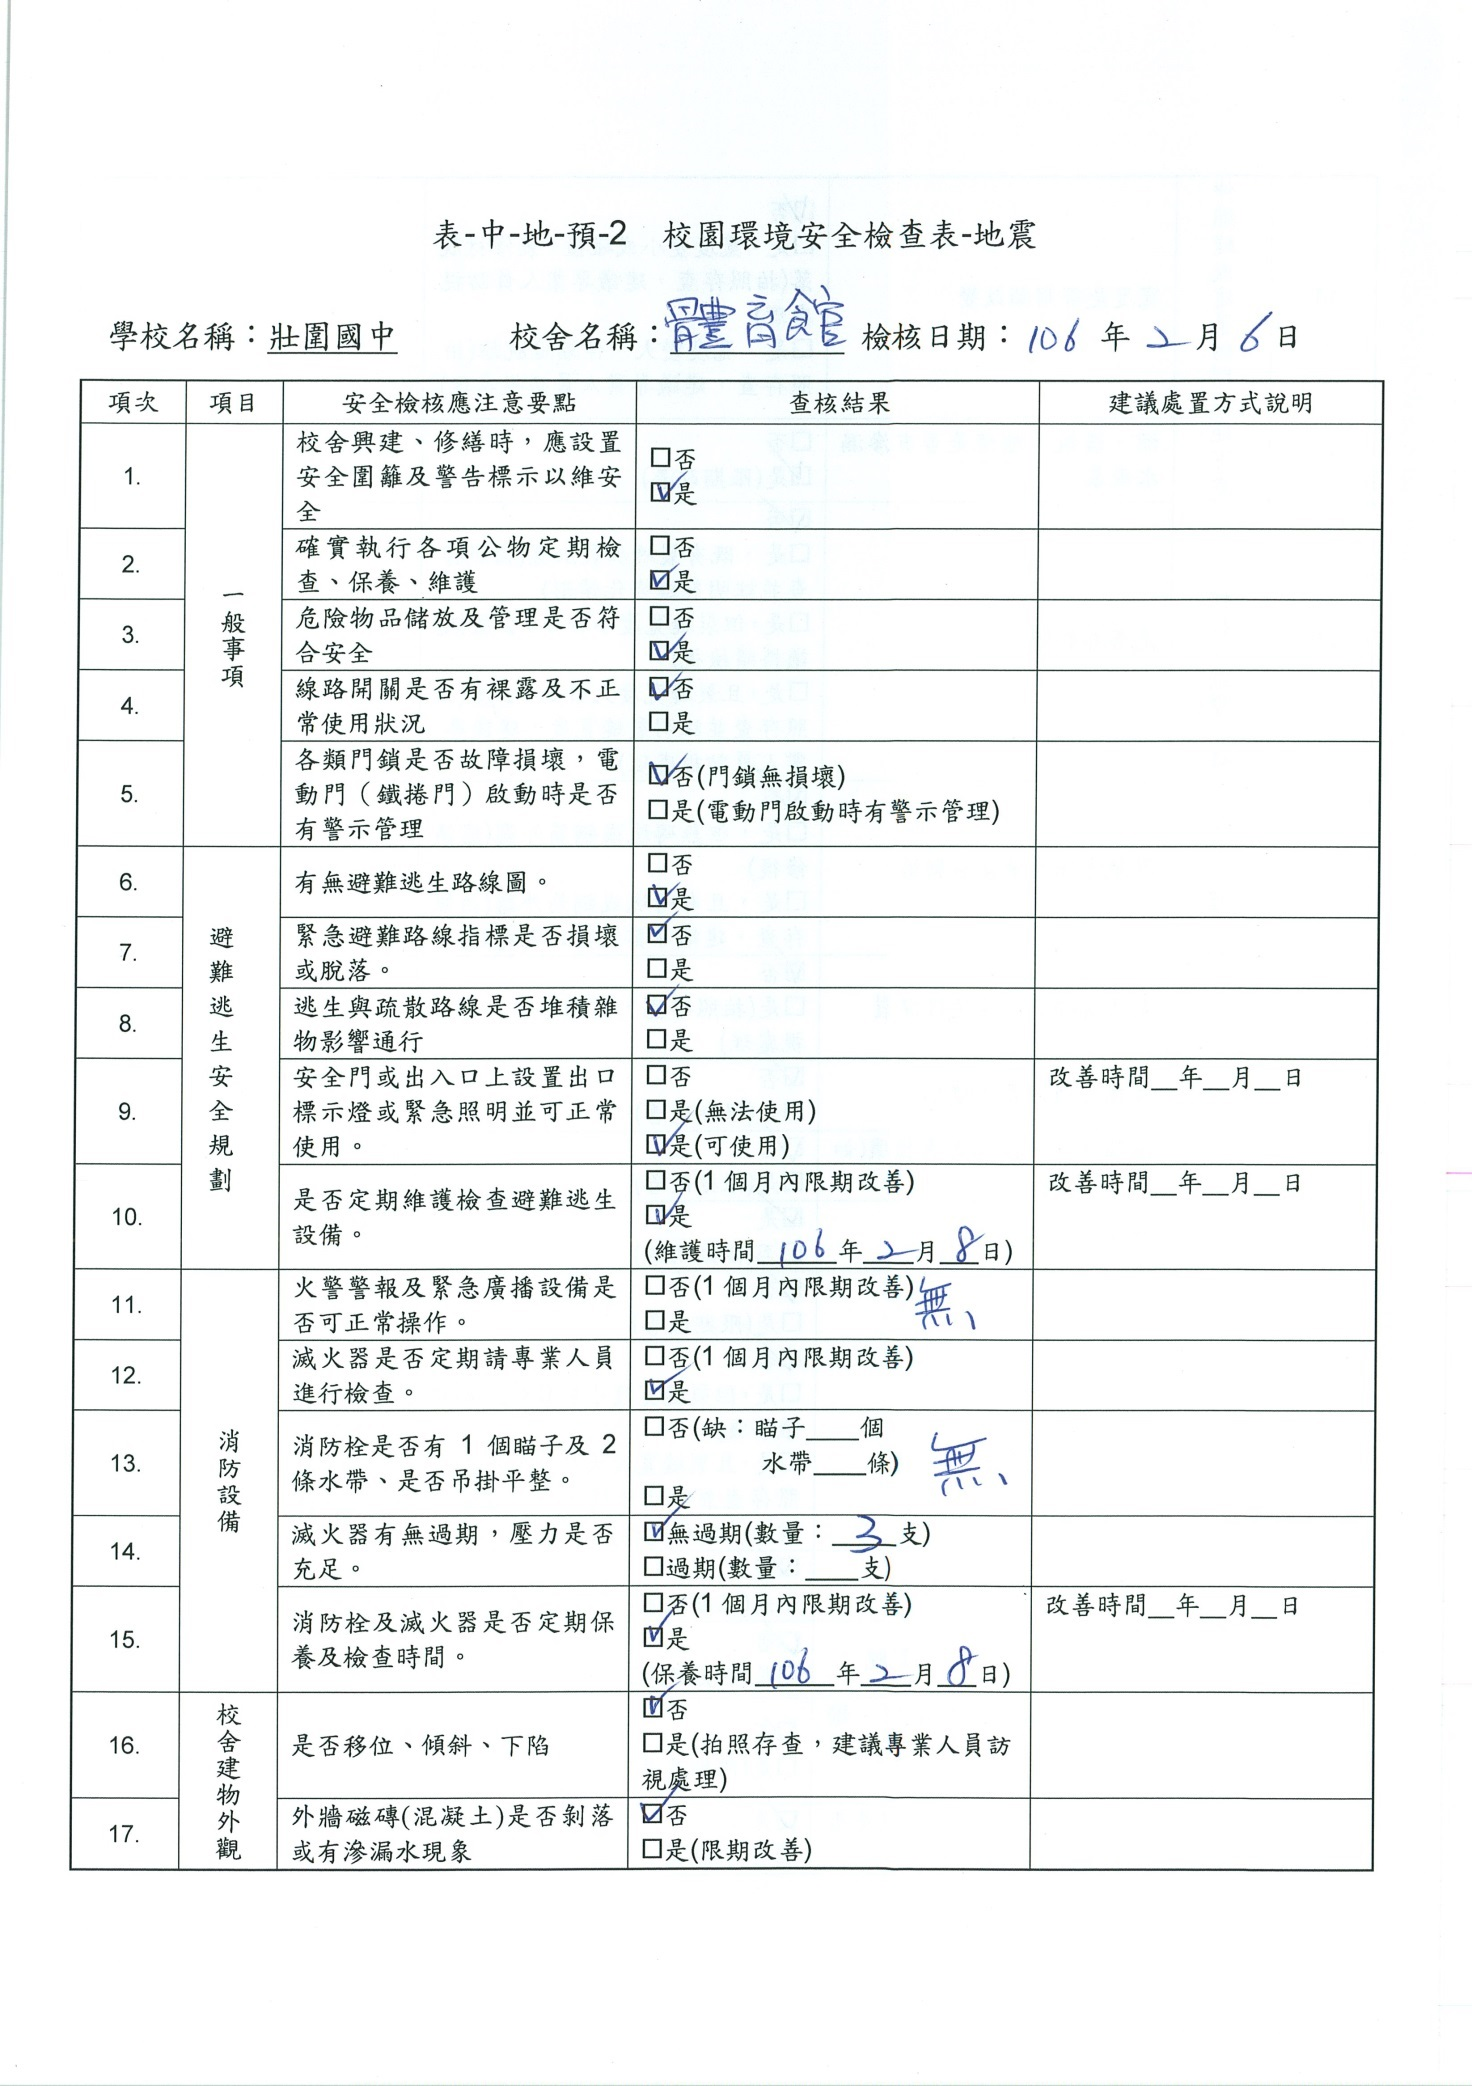 表-中-地-預-2　校園環境安全檢查表-地震
學校名稱：壯圍國中　校舍名稱：體育館 檢核日期：106 年 2 月 6 日
項次 項目 安全檢核應注意要點 查核結果 建議處置方式說明
一般事項
1. 校舍興建、修繕時，應設置
安全圍籬及警告標示以維安
全
□否
☑是
2. 確實執行各項公物定期檢
查、保養、維護
□否
☑是
3. 危險物品儲放及管理是否符
合安全
□否
☑是
4. 線路開關是否有裸露及不正
常使用狀況
☑否
□是
5. 各類門鎖是否故障損壞，電
動門（鐵捲門）啟動時是否
有警示管理
☑否(門鎖無損壞)
□是(電動門啟動時有警示管理)
避難逃生安全規劃
6. 有無避難逃生路線圖。
□否
☑是
7. 緊急避難路線指標是否損壞
或脫落。
☑否
□是
8. 逃生與疏散路線是否堆積雜
物影響通行
☑否
□是
9. 安全門或出入口上設置出口
標示燈或緊急照明並可正常
使用。
□否
□是(無法使用)
☑是(可使用)
改善時間__年__月__日
10. 是否定期維護檢查避難逃生
設備。
□否(1 個月內限期改善)
☑是
(維護時間 106 年 2 月 8 日)
改善時間__年__月__日
消防設備
11. 火警警報及緊急廣播設備是
否可正常操作。
□否(1 個月內限期改善)
□是
無
12. 滅火器是否定期請專業人員
進行檢查。
□否(1 個月內限期改善)
☑是
13. 消防栓是否有 1 個瞄子及 2
條水帶、是否吊掛平整。
□否(缺：瞄子____個
水帶____條)
□是
無
14. 滅火器有無過期，壓力是否
充足。
☑無過期(數量： 3 支)
□過期(數量：____支)
15. 消防栓及滅火器是否定期保
養及檢查時間。
□否(1 個月內限期改善)
☑是
(保養時間 106 年 2 月 8 日)
改善時間__年__月__日
校舍建物外觀
16. 是否移位、傾斜、下陷
☑否
□是(拍照存查，建議專業人員訪
視處理)
17. 外牆磁磚(混凝土)是否剝落
或有滲漏水現象
☑否
□是(限期改善)